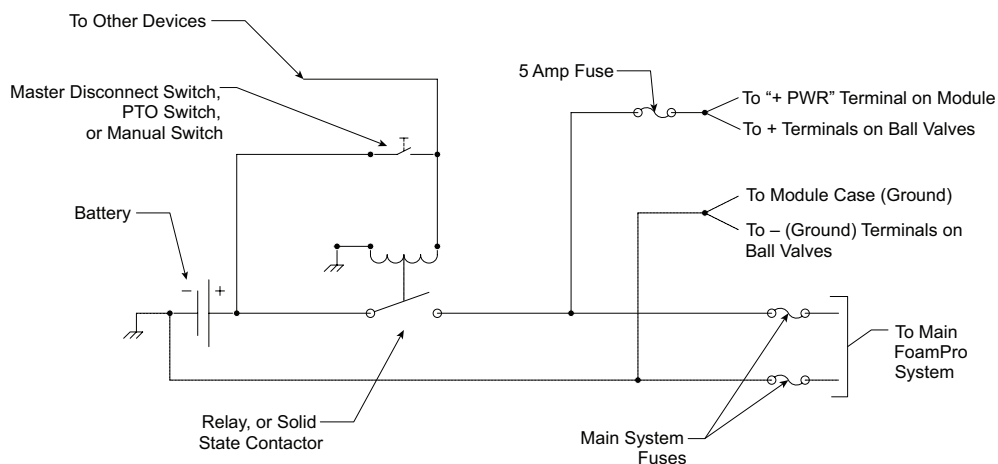 To Other Devices
5 Amp Fuse
Master Disconnect Switch,
PTO Switch,
or Manual Switch
To “+ PWR” Terminal on Module
To + Terminals on Ball Valves
Battery
To Module Case (Ground)
To – (Ground) Terminals on
Ball Valves
– +
To Main
FoamPro
System
Relay, or Solid
State Contactor
Main System
Fuses